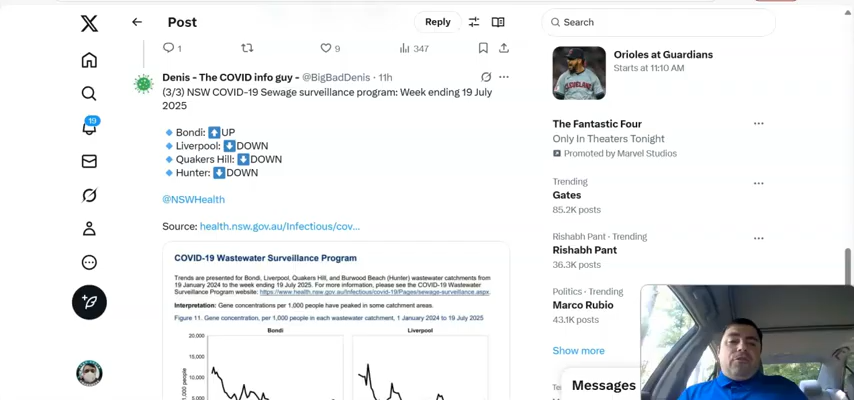 Post
Reply
Search
1
9
347
Denis - The COVID info guy - @BigBadDenis · 11h
(3/3) NSW COVID-19 Sewage surveillance program: Week ending 19 July
2025
Bondi: UP
Liverpool: DOWN
Quakers Hill: DOWN
Hunter: DOWN
@NSWHealth
Source: health.nsw.gov.au/Infectious/cov...
COVID-19 Wastewater Surveillance Program
Trends are presented for Bondi, Liverpool, Quakers Hill, and Burwood Beach (Hunter) wastewater catchments from
19 January 2024 to the week ending 19 July 2025. For more information, please see the COVID-19 Wastewater
Surveillance Program website: https://www.health.nsw.gov.au/Infectious/covid-19/Pages/sewage-surveillance.aspx.
Interpretation: Gene concentrations per 1,000 people have peaked in some catchment areas.
Figure 11. Gene concentration, per 1,000 people in each wastewater catchment, 1 January 2024 to 19 July 2025
Bondi
Liverpool
20,000
15,000
10,000
5,000
19
Orioles at Guardians
Starts at 11:10 AM
The Fantastic Four
Only In Theaters Tonight
Promoted by Marvel Studios
Trending
Gates
85.2K posts
Rishabh Pant · Trending
Rishabh Pant
36.3K posts
Politics · Trending
Marco Rubio
43.1K posts
Show more
Messages